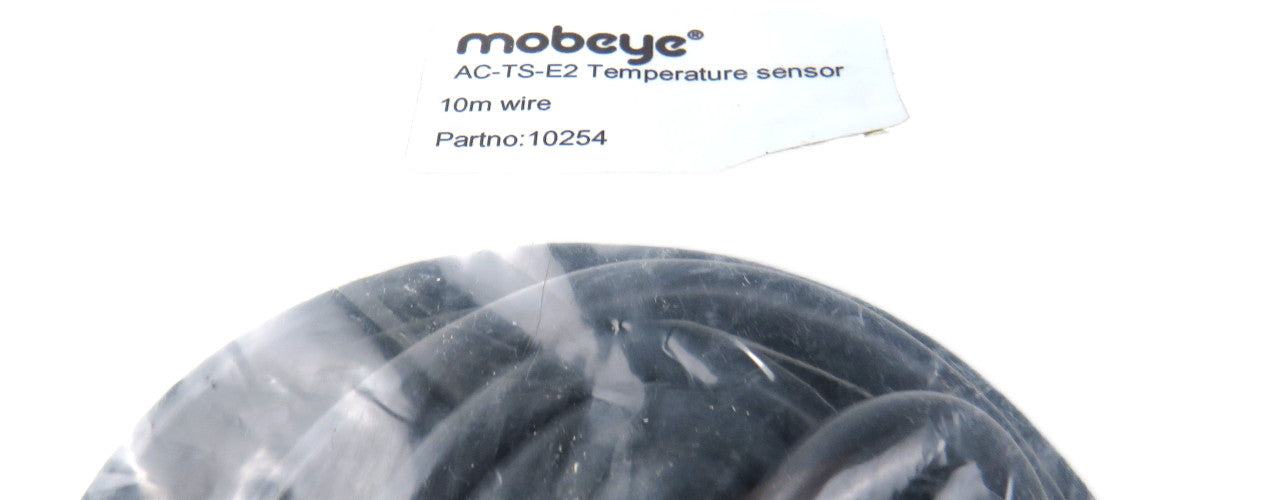 mobeye®
AC-TS-E2 Temperature sensor
10m wire
Partno:10254